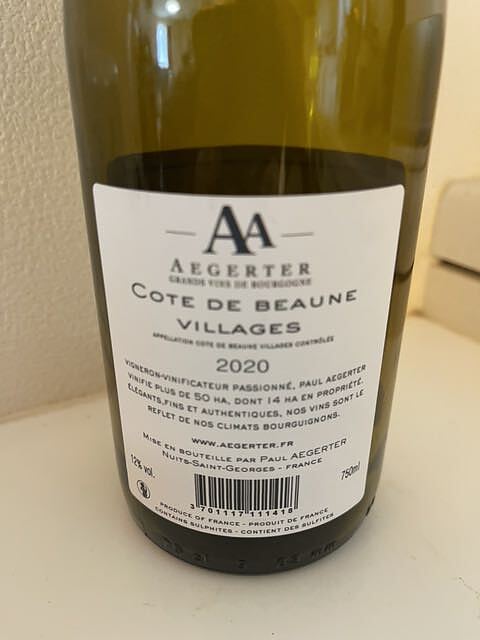 AA
AEGERTER
GRANDS VINS DE BOURGOGNE
COTE DE BEAUNE
VILLAGES
APPELLATION COTE DE BEAUNE VILLAGES CONTRÔLÉE
2020
VIGNERON-VINIFICATEUR PASSIONNÉ, PAUL AEGERTER
VINIFIE PLUS DE 50 HA, DONT 14 HA EN PROPRIÉTÉ.
ÉLÉGANTS,FINS ET AUTHENTIQUES, NOS VINS SONT LE
REFLET DE NOS CLIMATS BOURGUIGNONS.
WWW.AEGERTER.FR
MISE EN BOUTEILLE PAR PAUL AEGERTER
NUITS-SAINT-GEORGES - FRANCE
12% vol.
750ml
3 701117 111418
PRODUCE OF FRANCE - PRODUIT DE FRANCE
CONTAINS SULPHITES - CONTIENT DES SULFITES